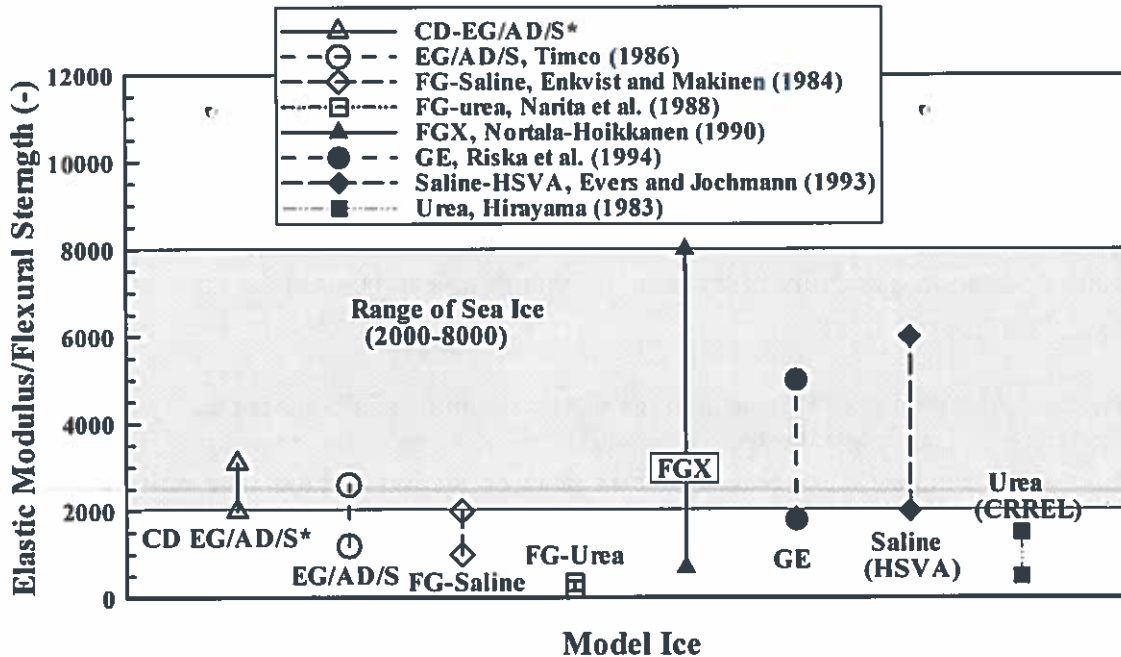 CD-EG/AD/S*
EG/AD/S, Timco (1986)
FG-Saline, Enkvist and Makinen (1984)
FG-urea, Narita et al. (1988)
FGX, Nortala-Hoikkanen (1990)
GE, Riska et al. (1994)
Saline-HSVA, Evers and Jochmann (1993)
Urea, Hirayama (1983)
Elastic Modulus/Flexural Sterngth (-)
12000
10000
8000
6000
4000
2000
0
Range of Sea Ice
(2000-8000)
CD EG/AD/S*
EG/AD/S
FG-Saline
FG-Urea
FGX
GE
Saline
(HSVA)
Urea
(CRREL)
Model Ice